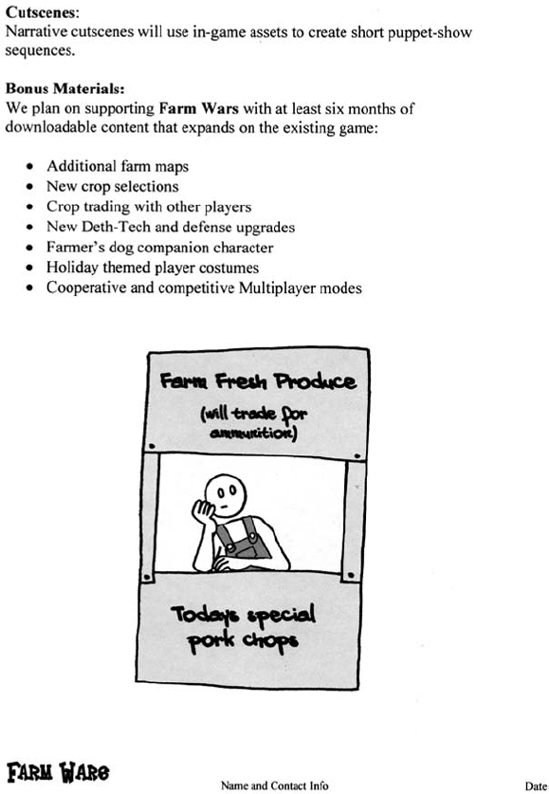 Cutscenes:
Narrative cutscenes will use in-game assets to create short puppet-show
sequences.
Bonus Materials:
We plan on supporting Farm Wars with at least six months of
downloadable content that expands on the existing game:
• Additional farm maps
• New crop selections
• Crop trading with other players
• New Deth-Tech and defense upgrades
• Farmer's dog companion character
• Holiday themed player costumes
• Cooperative and competitive Multiplayer modes
Farm Fresh Produce
(will trade for
ammunition)
Todays special
pork chops
FARM WARS
Name and Contact Info
Date